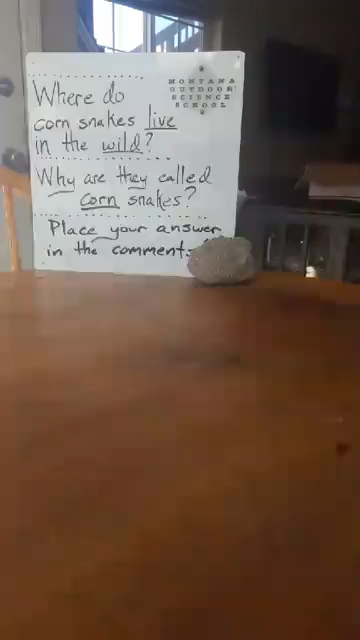 MONTANA
OUTDOOR
SCIENCE
SCHOOL
Where do
corn snakes live
in the wild?
Why are they called
corn snakes?
Place your answer
in the comments